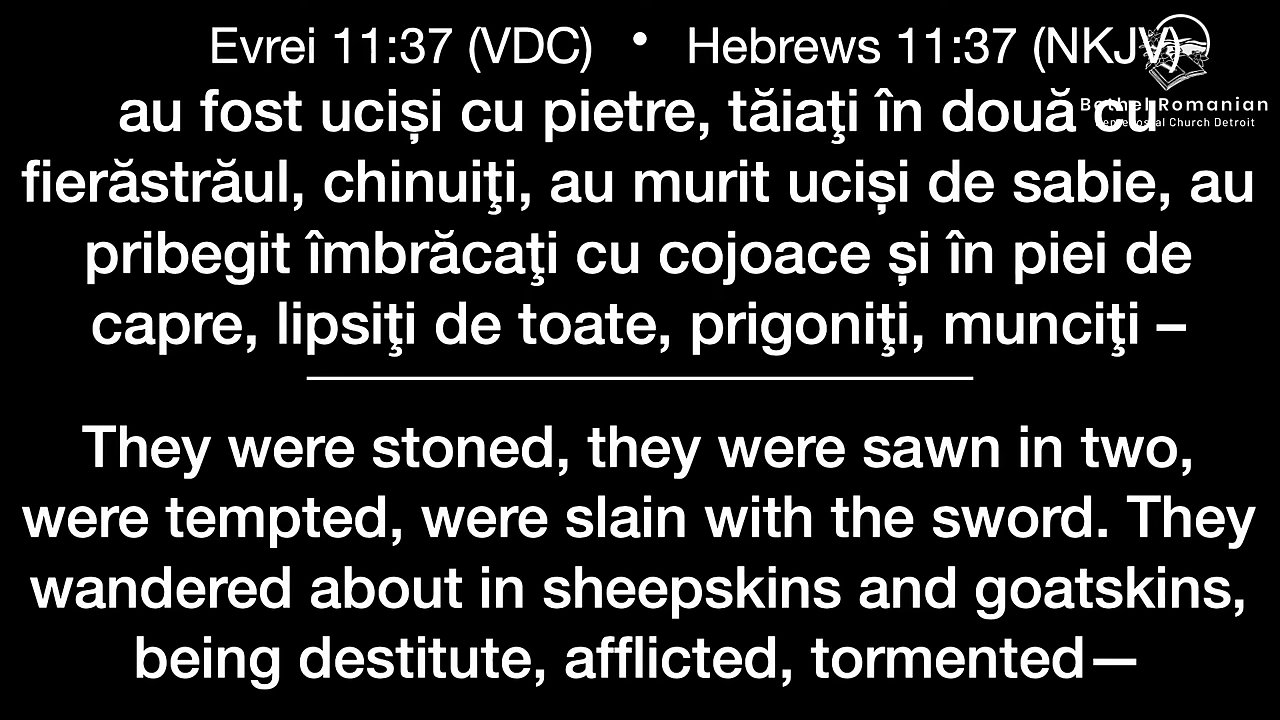 Evrei 11:37 (VDC) • Hebrews 11:37 (NKJV)
au fost uciși cu pietre, tăiaţi în două cu
fierăstrăul, chinuiţi, au murit uciși de sabie, au
pribegit îmbrăcaţi cu cojoace și în piei de
capre, lipsiţi de toate, prigoniţi, munciţi –
They were stoned, they were sawn in two,
were tempted, were slain with the sword. They
wandered about in sheepskins and goatskins,
being destitute, afflicted, tormented—
Bethel Romanian
Pentecostal Church Detroit